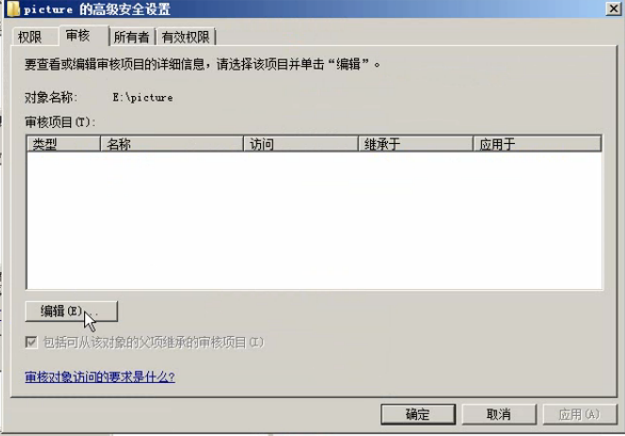 picture 的高级安全设置
权限 审核 所有者 有效权限
要查看或编辑审核项目的详细信息，请选择该项目并单击“编辑”。
对象名称: E:\picture
审核项目(T):
类型 名称 访问 继承于 应用于
编辑(E)...
包括可从该对象的父项继承的审核项目(I)
审核对象访问的要求是什么?
确定 取消 应用(A)